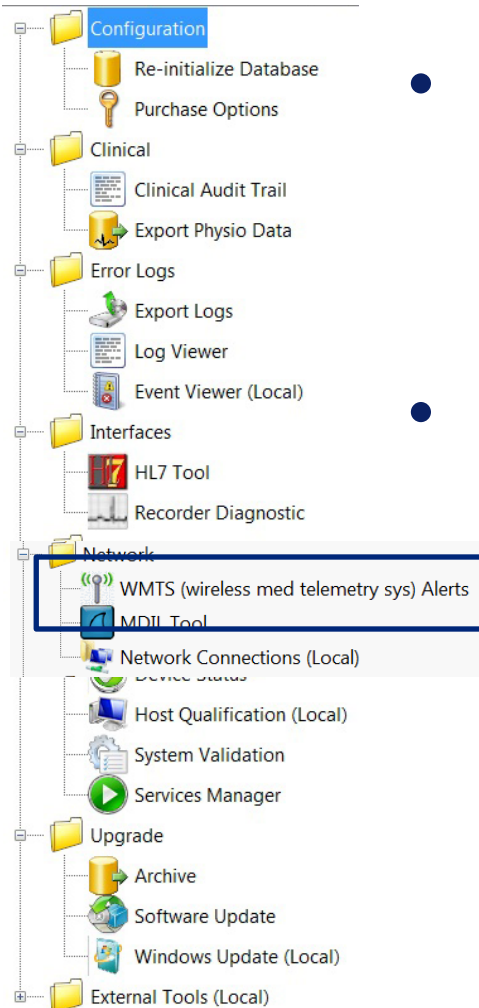 Configuration
Re-initialize Database
Purchase Options
Clinical
Clinical Audit Trail
Export Physio Data
Error Logs
Export Logs
Log Viewer
Event Viewer (Local)
Interfaces
HL7 Tool
Recorder Diagnostic
Network
WMTS (wireless med telemetry sys) Alerts
MDIL Tool
Network Connections (Local)
Device Status
Host Qualification (Local)
System Validation
Services Manager
Upgrade
Archive
Software Update
Windows Update (Local)
External Tools (Local)